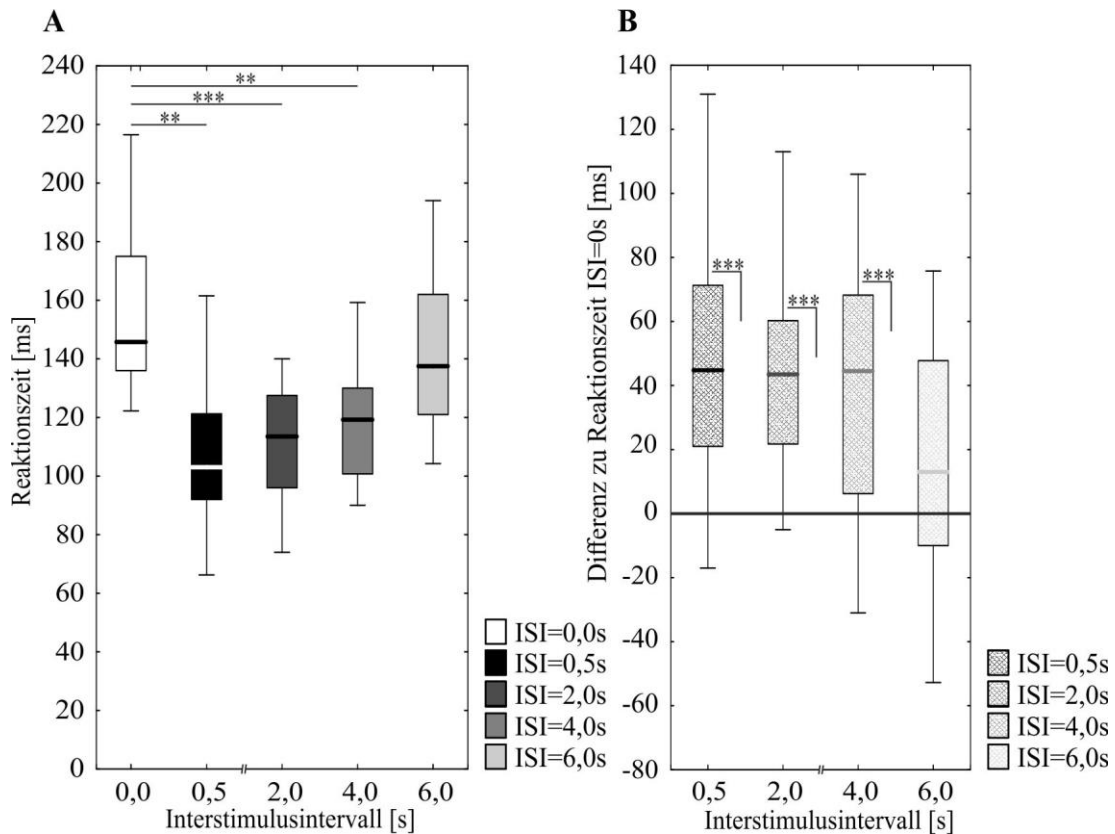 A
240
220
200
180
160
140
120
100
80
60
40
20
0
Reaktionszeit [ms]
**
***
**
0,0 0,5 2,0 4,0 6,0
Interstimulusintervall [s]
ISI=0,0s
ISI=0,5s
ISI=2,0s
ISI=4,0s
ISI=6,0s
B
140
120
100
80
60
40
20
0
-20
-40
-60
-80
Differenz zu Reaktionszeit ISI=0s [ms]
***
***
***
0,5 2,0 4,0 6,0
Interstimulusintervall [s]
ISI=0,5s
ISI=2,0s
ISI=4,0s
ISI=6,0s